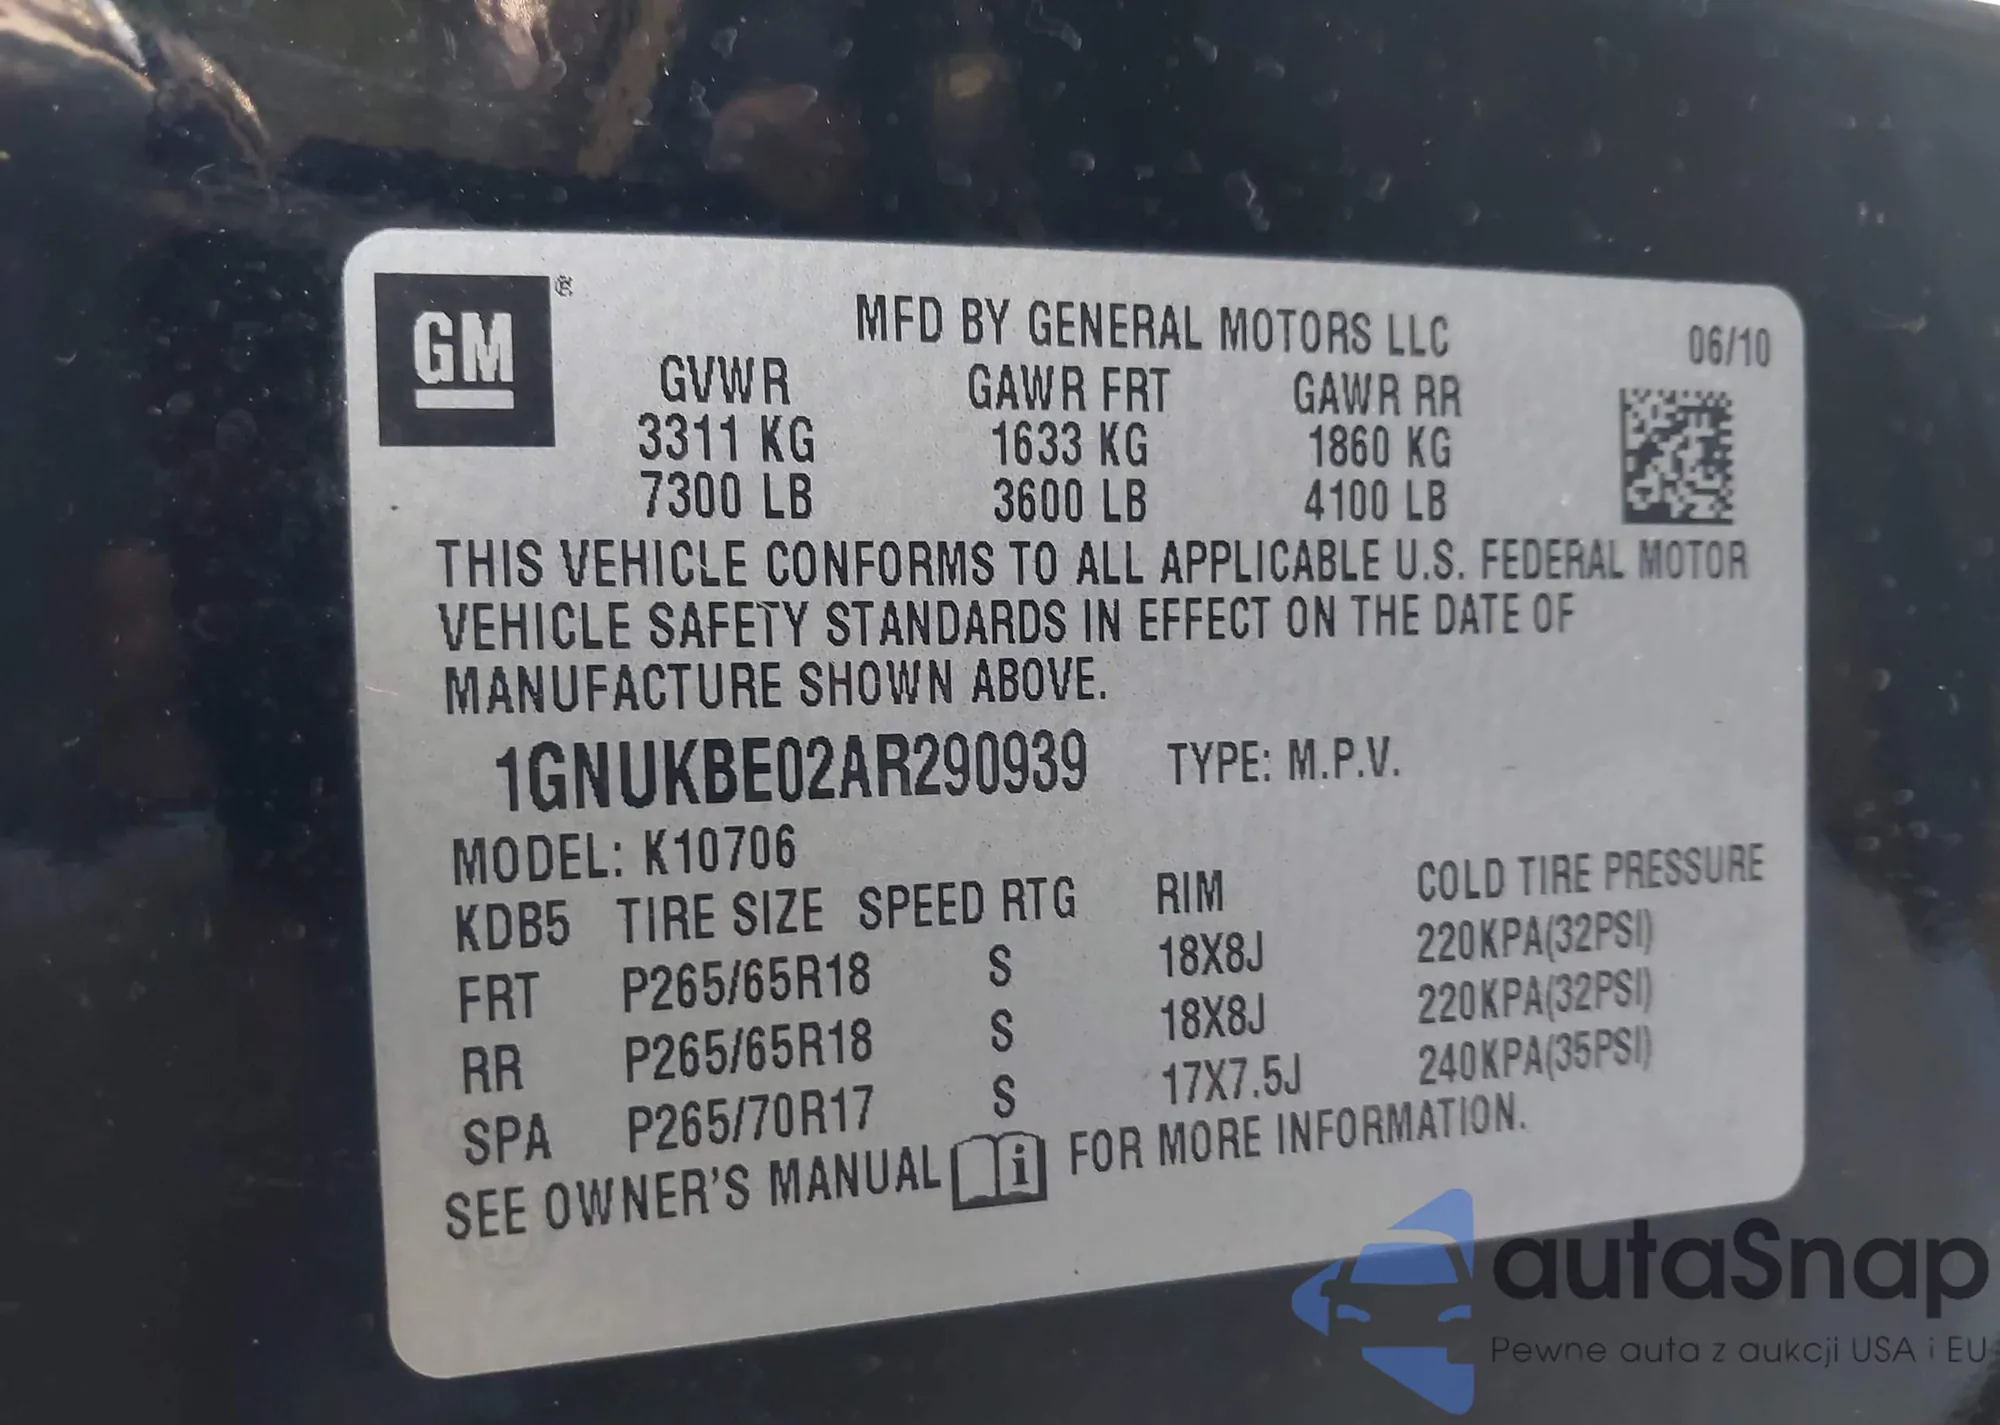 GM ®
MFD BY GENERAL MOTORS LLC 06/10
GVWR GAWR FRT GAWR RR
3311 KG 1633 KG 1860 KG
7300 LB 3600 LB 4100 LB
THIS VEHICLE CONFORMS TO ALL APPLICABLE U.S. FEDERAL MOTOR
VEHICLE SAFETY STANDARDS IN EFFECT ON THE DATE OF
MANUFACTURE SHOWN ABOVE.
1GNUKBE02AR290939 TYPE: M.P.V.
MODEL: K10706
KDB5 TIRE SIZE SPEED RTG RIM COLD TIRE PRESSURE
FRT P265/65R18 S 18X8J 220KPA(32PSI)
RR P265/65R18 S 18X8J 220KPA(32PSI)
SPA P265/70R17 S 17X7.5J 240KPA(35PSI)
SEE OWNER'S MANUAL i FOR MORE INFORMATION.
autaSnap
Pewne auta z aukcji USA i EU